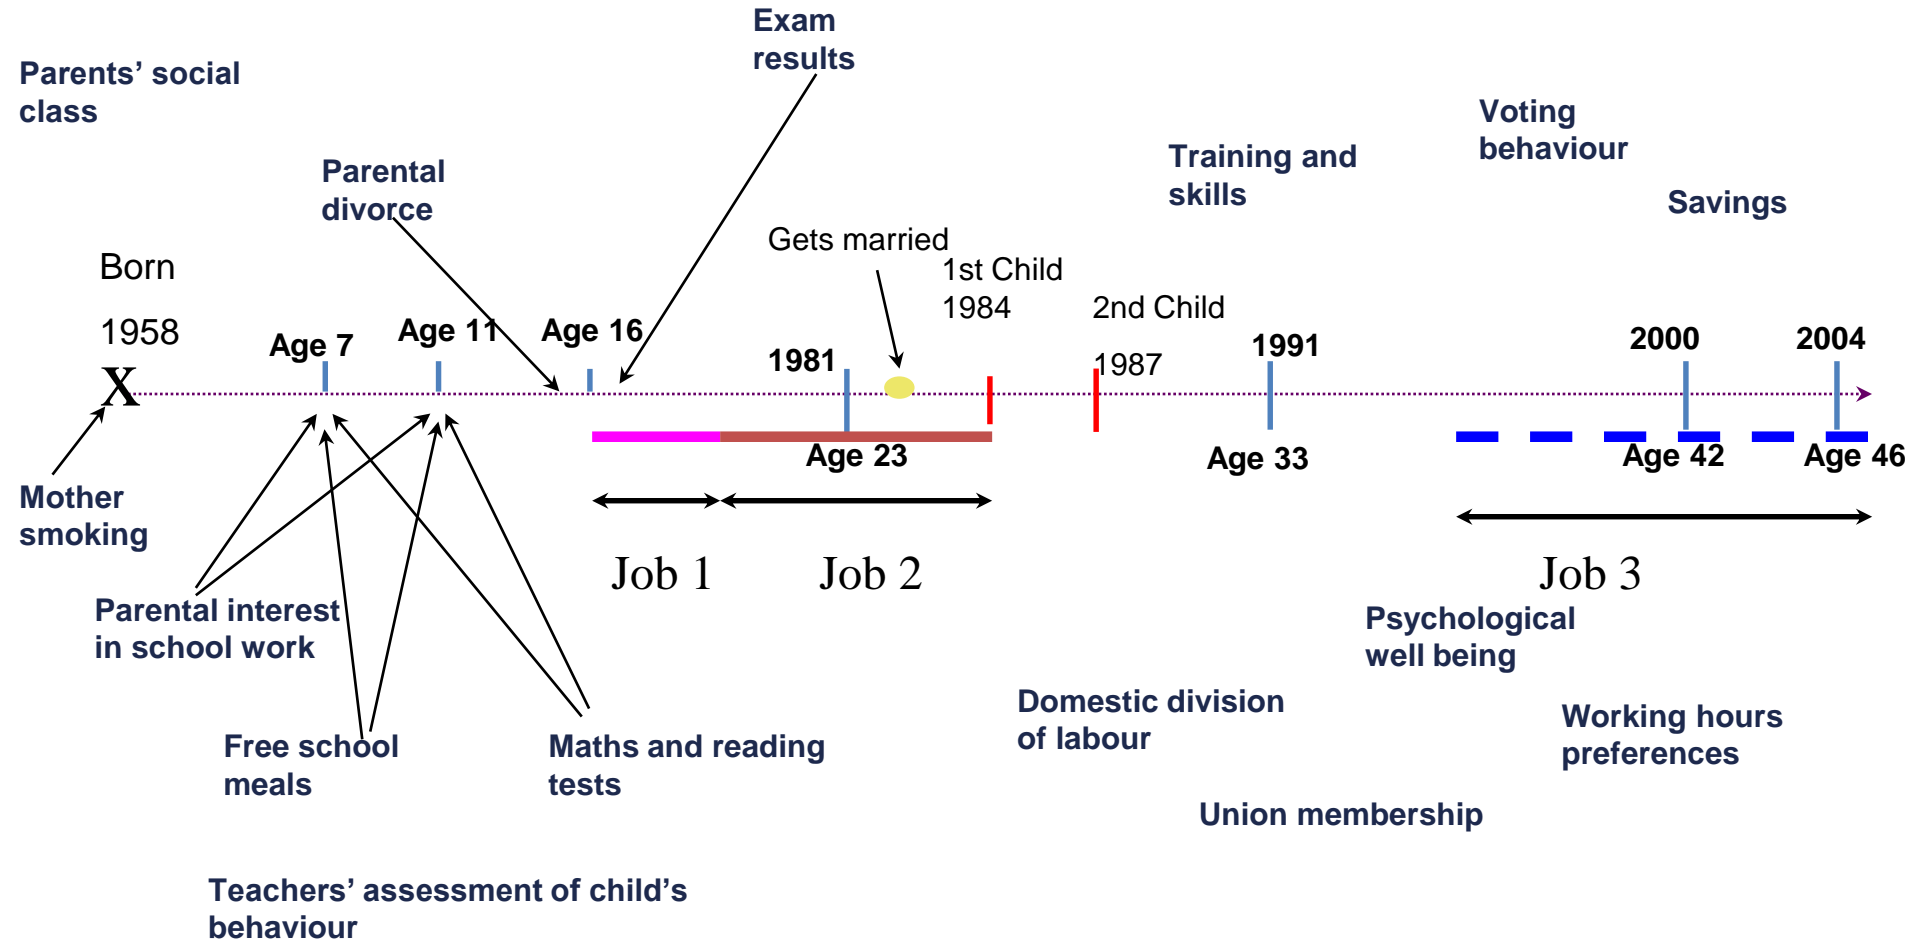 Exam
results
Parents’ social
class
Voting
behaviour
Training and
skills
Parental
divorce
Savings
Gets married
Born
1958
1st Child
1984
2nd Child
1987
Age 7
Age 11
Age 16
1981
1991
2000
2004
X
Age 23
Age 33
Age 42
Age 46
Mother
smoking
Job 1
Job 2
Job 3
Parental interest
in school work
Psychological
well being
Domestic division
of labour
Working hours
preferences
Free school
meals
Maths and reading
tests
Union membership
Teachers’ assessment of child’s
behaviour